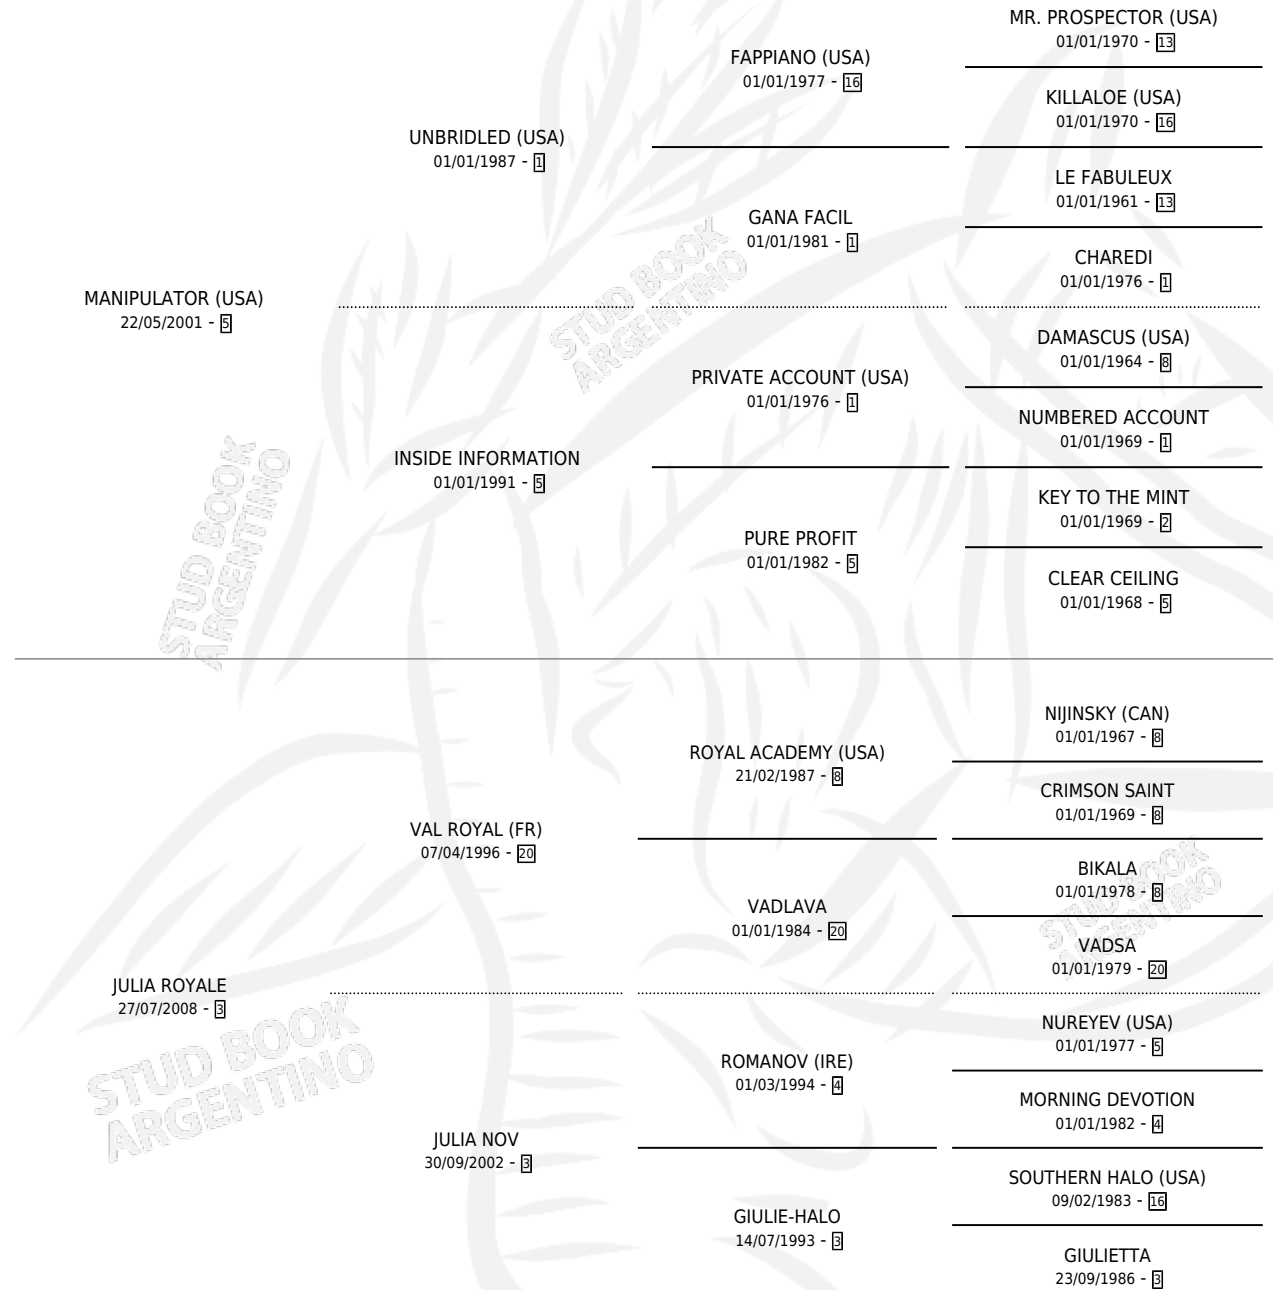 MR. PROSPECTOR (USA)
01/01/1970 - 13
FAPPIANO (USA)
01/01/1977 - 16
KILLALOE (USA)
01/01/1970 - 16
UNBRIDLED (USA)
01/01/1987 - 1
LE FABULEUX
01/01/1961 - 13
GANA FACIL
01/01/1981 - 1
CHAREDI
01/01/1976 - 1
MANIPULATOR (USA)
22/05/2001 - 5
DAMASCUS (USA)
01/01/1964 - 8
PRIVATE ACCOUNT (USA)
01/01/1976 - 1
NUMBERED ACCOUNT
01/01/1969 - 1
INSIDE INFORMATION
01/01/1991 - 5
KEY TO THE MINT
01/01/1969 - 2
PURE PROFIT
01/01/1982 - 5
CLEAR CEILING
01/01/1968 - 5
NIJINSKY (CAN)
01/01/1967 - 8
ROYAL ACADEMY (USA)
21/02/1987 - 8
CRIMSON SAINT
01/01/1969 - 8
VAL ROYAL (FR)
07/04/1996 - 20
BIKALA
01/01/1978 - 8
VADLAVA
01/01/1984 - 20
VADSA
01/01/1979 - 20
JULIA ROYALE
27/07/2008 - 3
NUREYEV (USA)
01/01/1977 - 5
ROMANOV (IRE)
01/03/1994 - 4
MORNING DEVOTION
01/01/1982 - 4
JULIA NOV
30/09/2002 - 3
SOUTHERN HALO (USA)
09/02/1983 - 16
GIULIE-HALO
14/07/1993 - 3
GIULIETTA
23/09/1986 - 3
STUD BOOK
ARGENTINO
STUD BOOK
ARGENTINO
STUD BOOK
ARGENTINO
STUD BOOK
ARGENTINO